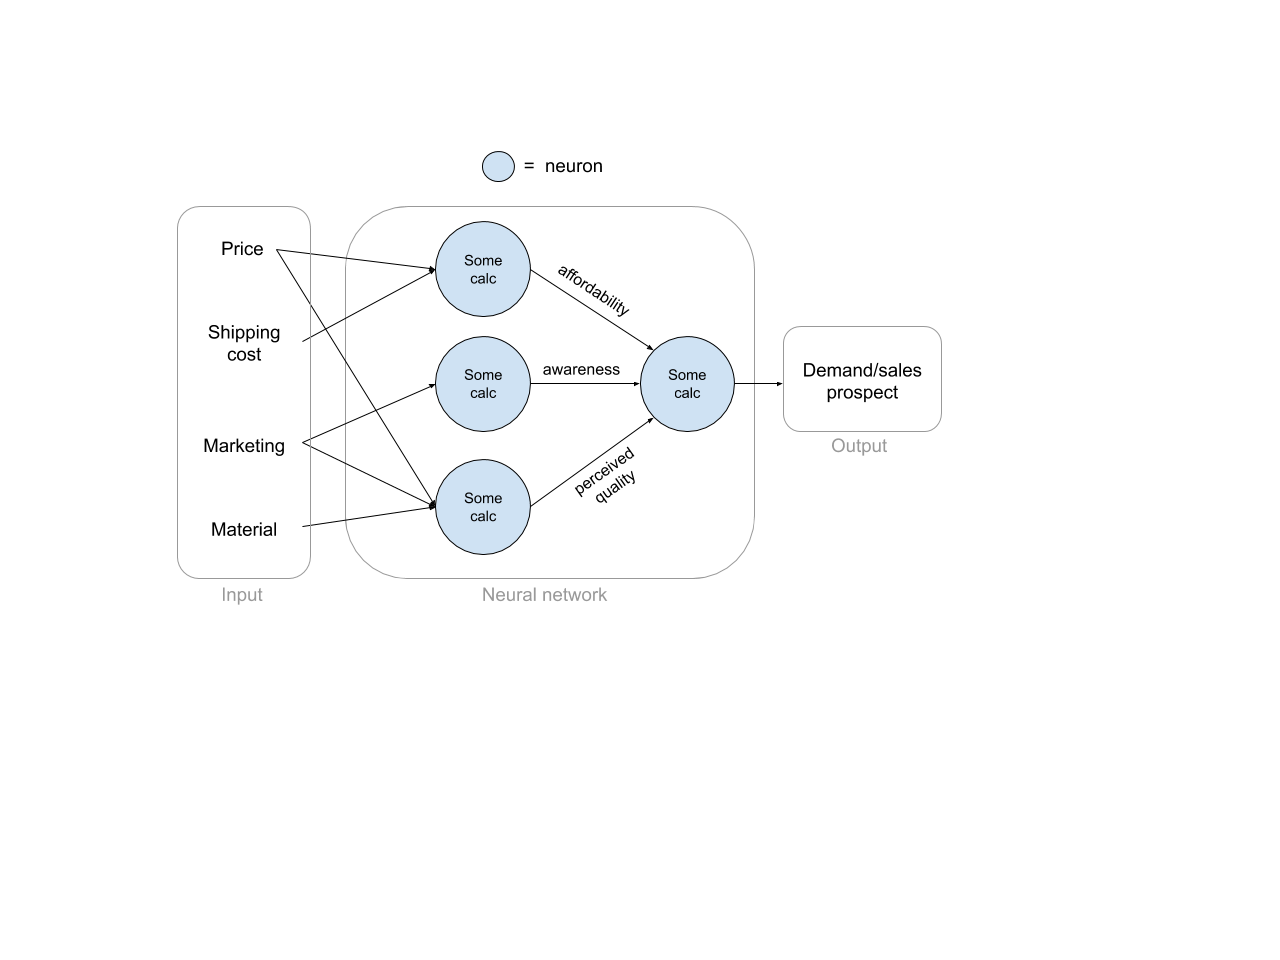 = neuron
Price
Shipping
cost
Marketing
Material
Input
Some
calc
Some
calc
Some
calc
affordability
awareness
perceived
quality
Some
calc
Neural network
Demand/sales
prospect
Output